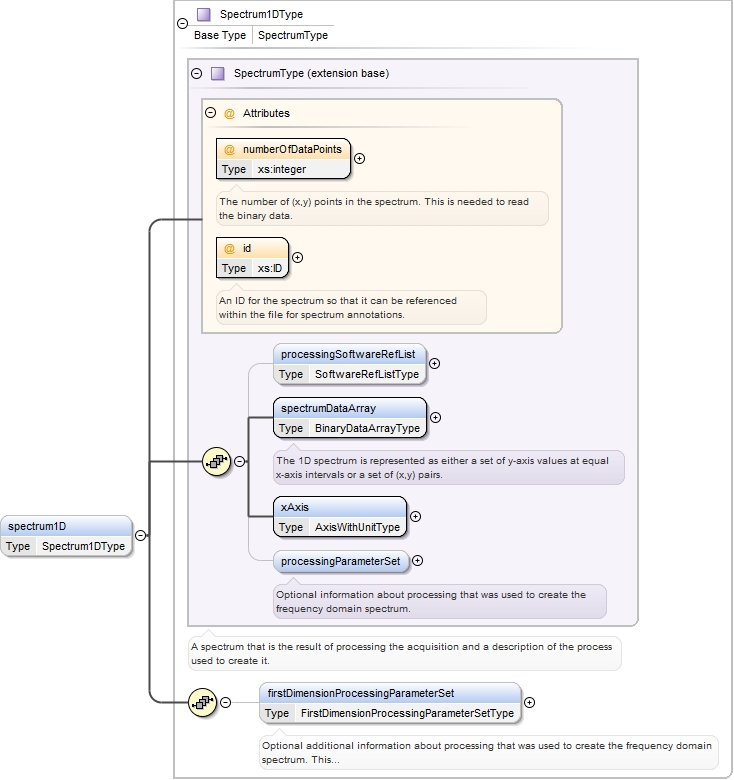 Spectrum1DType
Base Type SpectrumType
SpectrumType (extension base)
@ Attributes
@ numberOfDataPoints
Type xs:integer
The number of (x,y) points in the spectrum. This is needed to read
the binary data.
@ id
Type xs:ID
An ID for the spectrum so that it can be referenced
within the file for spectrum annotations.
processingSoftwareRefList
Type SoftwareRefListType
spectrumDataArray
Type BinaryDataArrayType
The 1D spectrum is represented as either a set of y-axis values at equal
x-axis intervals or a set of (x,y) pairs.
xAxis
Type AxisWithUnitType
processingParameterSet
Optional information about processing that was used to create the
frequency domain spectrum.
spectrum1D
Type Spectrum1DType
A spectrum that is the result of processing the acquisition and a description of the process
used to create it.
firstDimensionProcessingParameterSet
Type FirstDimensionProcessingParameterSetType
Optional additional information about processing that was used to create the frequency domain
spectrum. This...